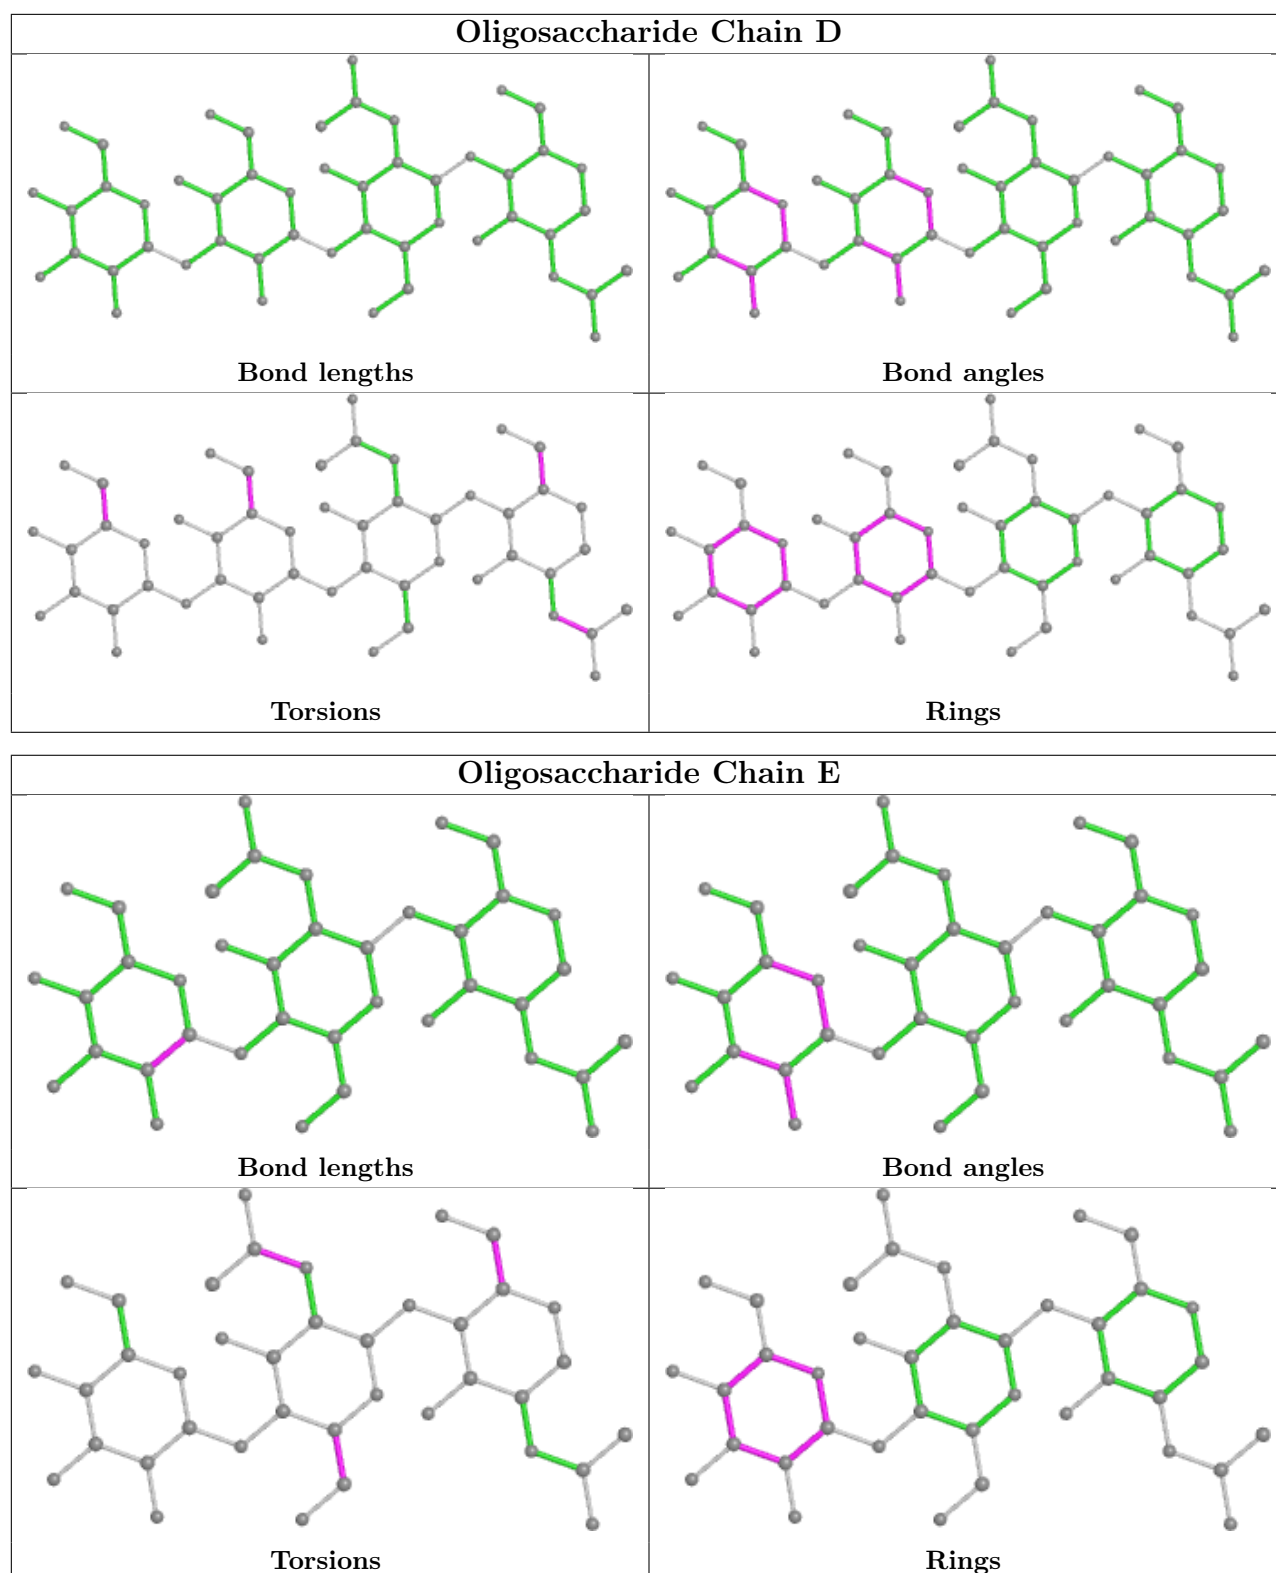 Oligosaccharide Chain D
Bond lengths
Bond angles
Torsions
Rings
Oligosaccharide Chain E
Bond lengths
Bond angles
Torsions
Rings